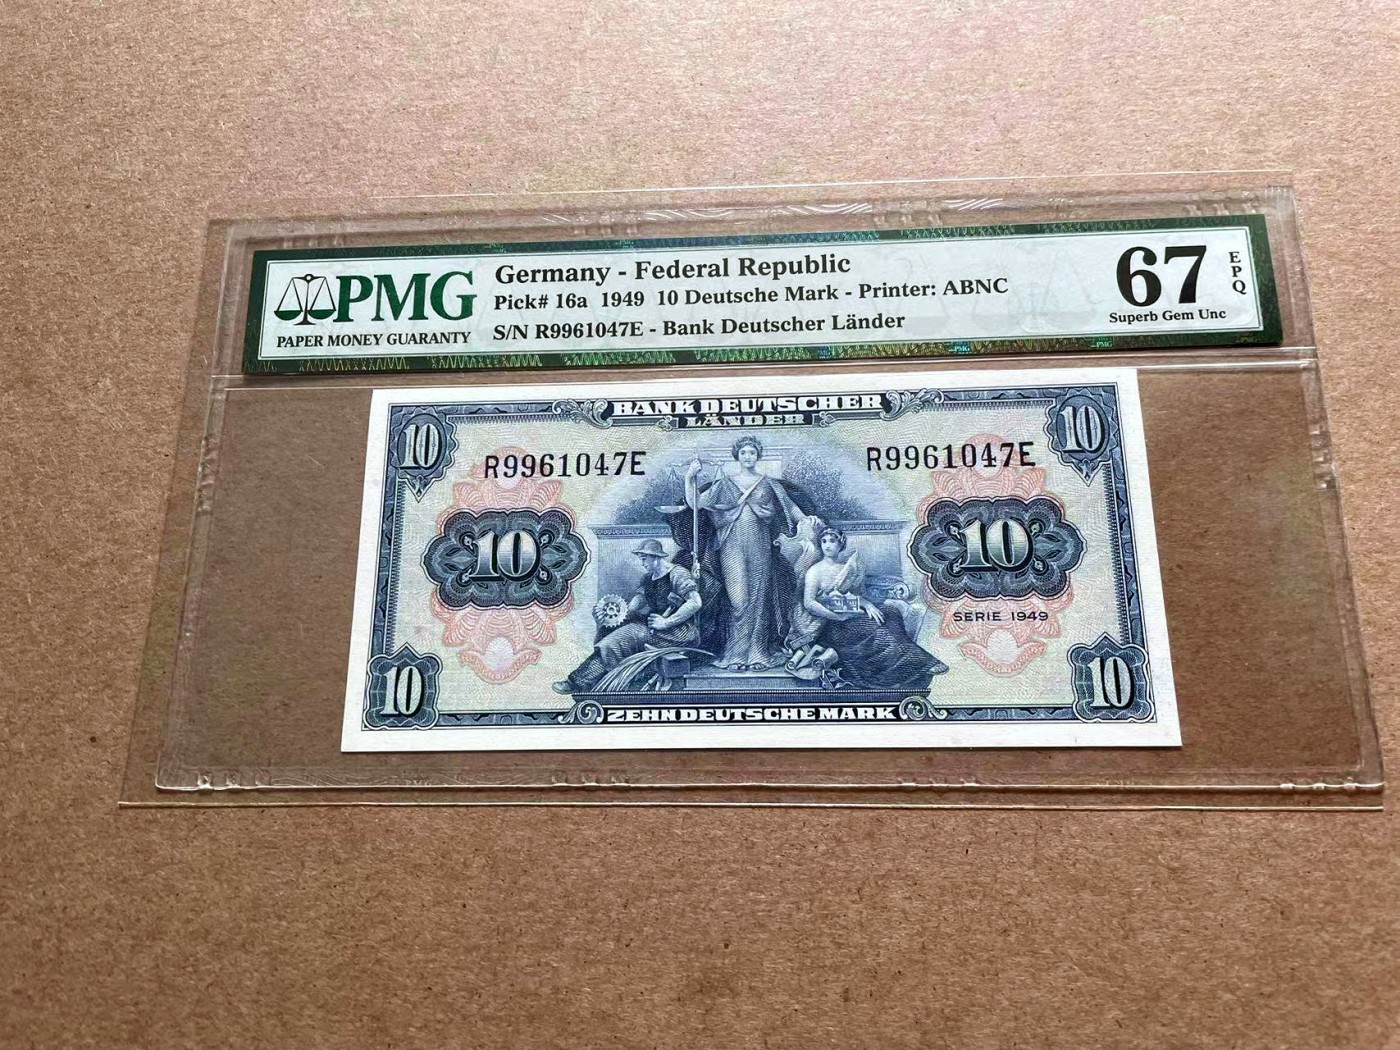 PMG
PAPER MONEY GUARANTY
Germany - Federal Republic
Pick# 16a 1949 10 Deutsche Mark - Printer: ABNC
S/N R9961047E - Bank Deutscher Länder
67
EPQ
Superb Gem Unc
BANK DEUTSCHER
LÄNDER
10
10
R9961047E
R9961047E
10
10
SERIE 1949
10
10
ZEHN DEUTSCHE MARK